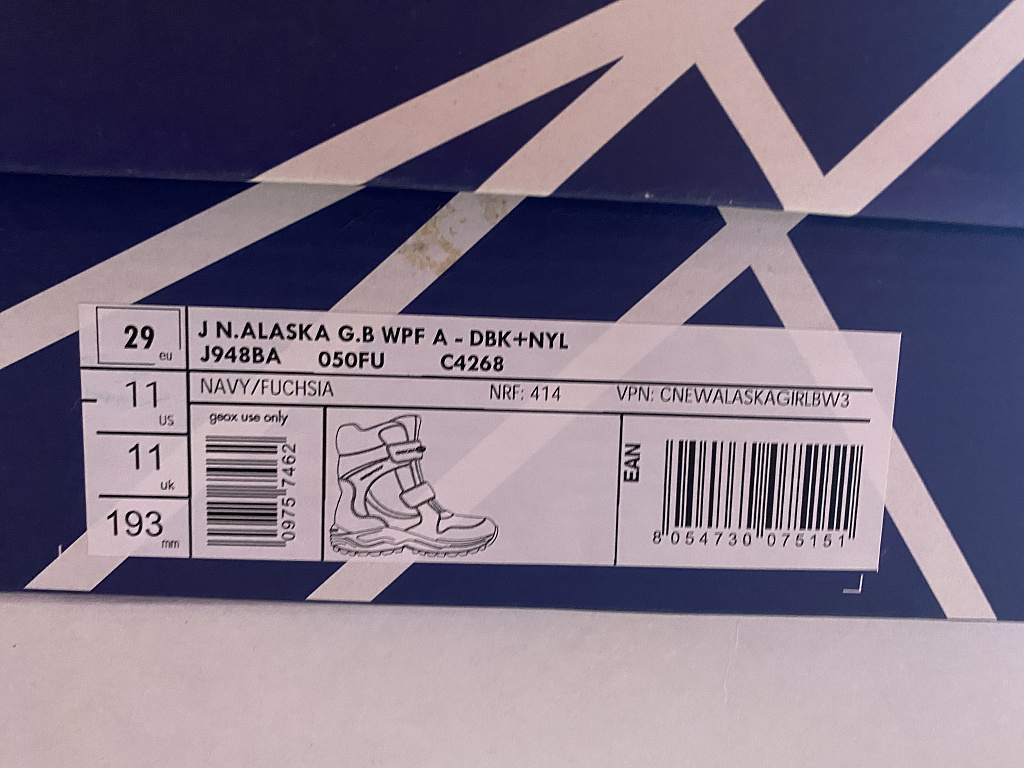 29 eu
J N.ALASKA G.B WPF A - DBK+NYL
J948BA 050FU C4268
11 US
NAVY/FUCHSIA NRF: 414 VPN: CNEWALASKAGIRLBW3
geox use only
11 uk
193 mm
0975 7462
EAN
8 054730 075151